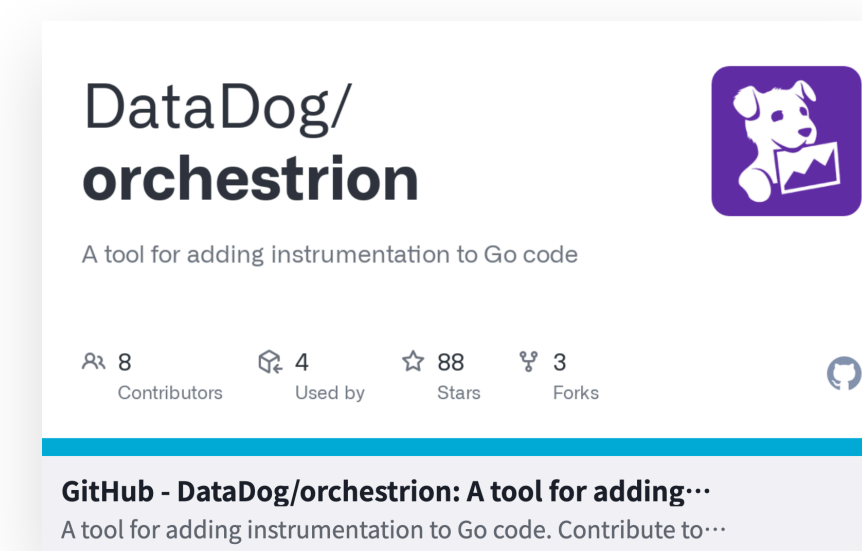 DataDog/
orchestrion
A tool for adding instrumentation to Go code
8 4 88 3
Contributors Used by Stars Forks
GitHub - DataDog/orchestrion: A tool for adding···
A tool for adding instrumentation to Go code. Contribute to···